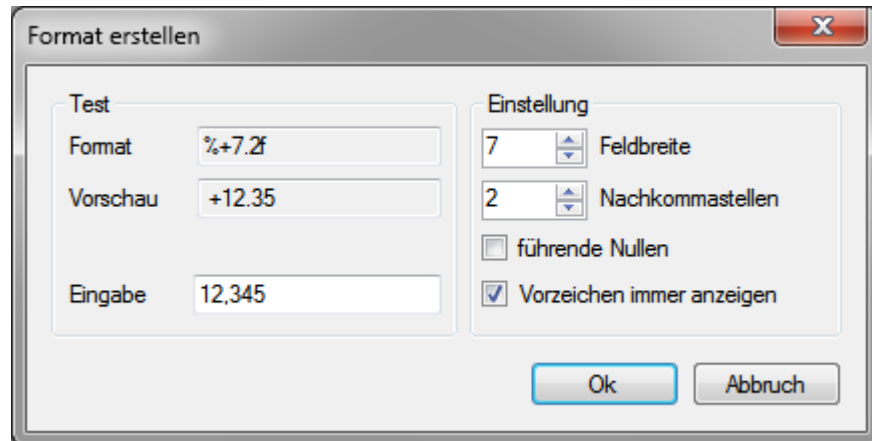 Format erstellen
Test
Format %+7.2f
Vorschau +12.35
Eingabe 12,345
Einstellung
7 Feldbreite
2 Nachkommastellen
führende Nullen
Vorzeichen immer anzeigen
Ok Abbruch